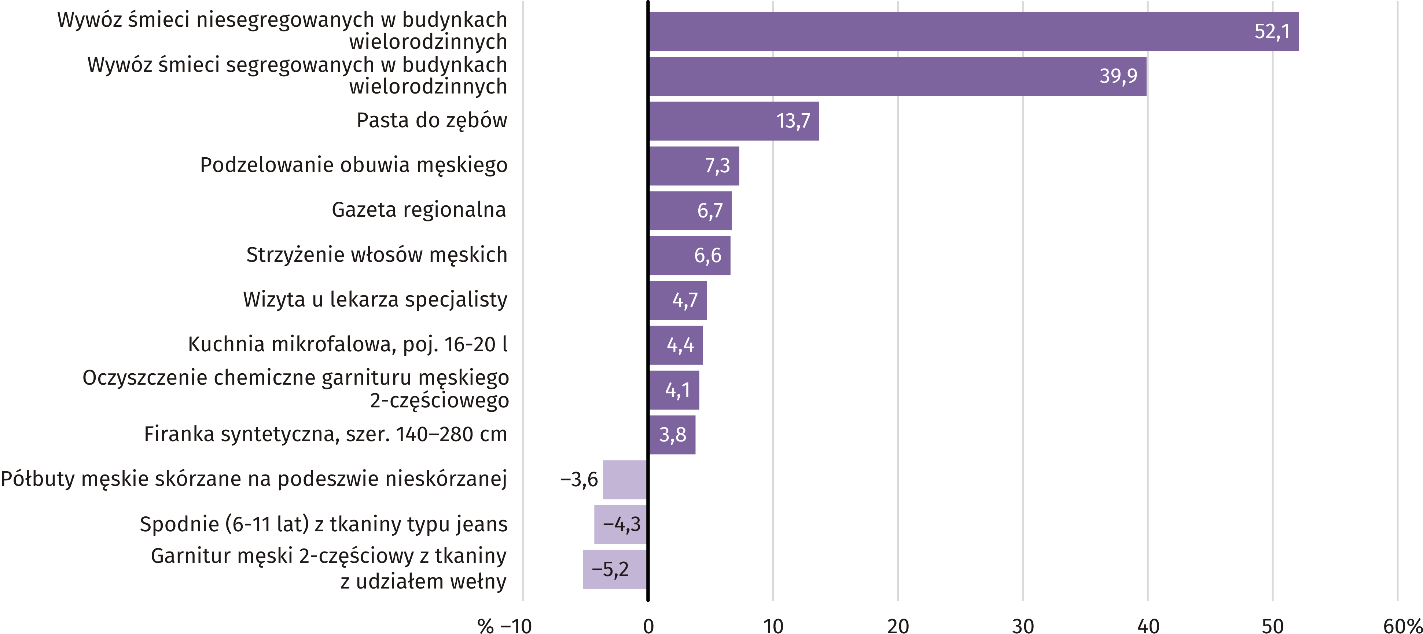 Wywóz śmieci niesegregowanych w budynkach
wielorodzinnych
52,1
Wywóz śmieci segregowanych w budynkach
wielorodzinnych
39,9
Pasta do zębów
13,7
Podzelowanie obuwia męskiego
7,3
Gazeta regionalna
6,7
Strzyżenie włosów męskich
6,6
Wizyta u lekarza specjalisty
4,7
Kuchnia mikrofalowa, poj. 16-20 l
4,4
Oczyszczenie chemiczne garnituru męskiego
2-częściowego
4,1
Firanka syntetyczna, szer. 140–280 cm
3,8
Półbuty męskie skórzane na podeszwie nieskórzanej
–3,6
Spodnie (6-11 lat) z tkaniny typu jeans
–4,3
Garnitur męski 2-częściowy z tkaniny
z udziałem wełny
–5,2
% –10 0 10 20 30 40 50 60%